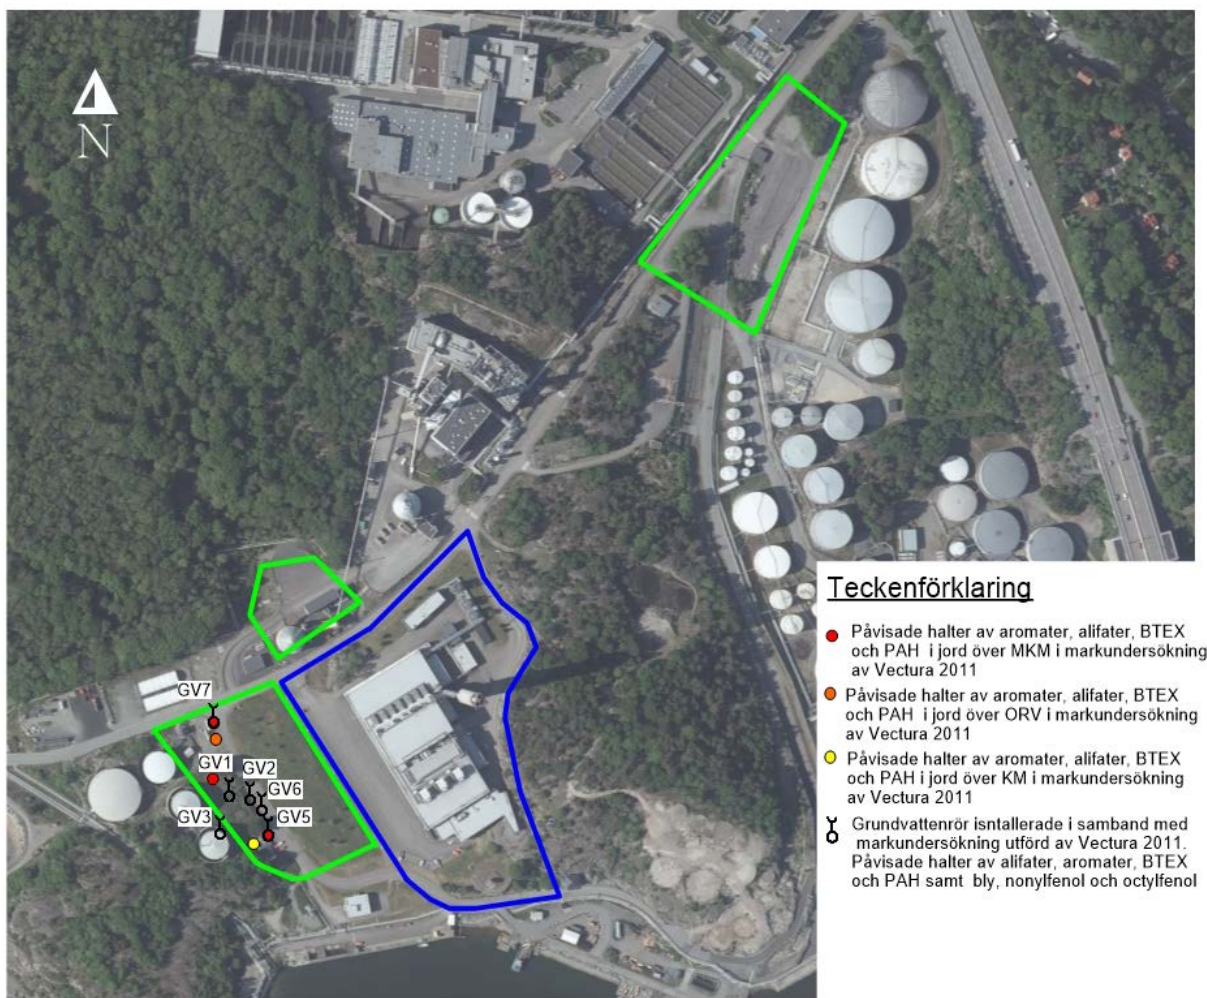 N
GV7
GV1
GV2
GV6
GV3
GV5
Teckenförklaring
Påvisade halter av aromater, alifater, BTEX
och PAH i jord över MKM i markundersökning
av Vectura 2011
Påvisade halter av aromater, alifater, BTEX
och PAH i jord över ORV i markundersökning
av Vectura 2011
Påvisade halter av aromater, alifater, BTEX
och PAH i jord över KM i markundersökning
av Vectura 2011
Grundvattenrör isntallerade i samband med
markundersökning utförd av Vectura 2011.
Påvisade halter av alifater, aromater, BTEX
och PAH samt bly, nonylfenol och octylfenol